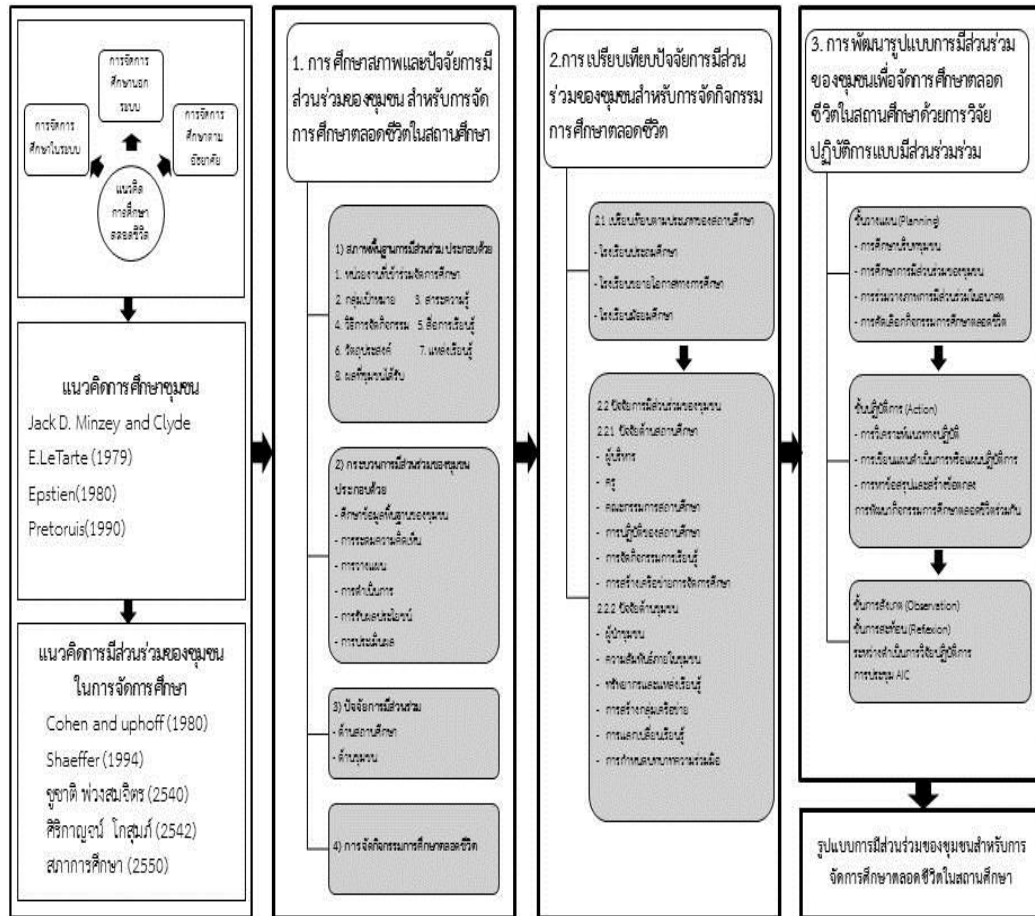 การจัดการ
ศึกษานอก
ระบบ
การจัดการ
ศึกษาในระบบ
การจัดการ
ศึกษาตาม
อัธยาศัย
แนวคิด
การศึกษา
ตลอดชีวิต
แนวคิดการศึกษาชุมชน
Jack D. Minzey and Clyde
E.LeTarte (1979)
Epstien(1980)
Pretoruis(1990)
แนวคิดการมีส่วนร่วมของชุมชน
ในการจัดการศึกษา
Cohen and uphoff (1980)
Shaeffer (1994)
ชูชาติ พ่วงสมจิตร (2540)
ศิริกาญจน์ โกสุมภ์ (2542)
สภาการศึกษา (2550)
1. การศึกษาสภาพและปัจจัยการมี
ส่วนร่วมของชุมชน สำหรับการจัด
การศึกษาตลอดชีวิตในสถานศึกษา
1) สภาพพื้นฐานการมีส่วนร่วม ประกอบด้วย
1. หน่วยงานที่เข้าร่วมจัดการศึกษา
2. กลุ่มเป้าหมาย 3. สาระความรู้
4. วิธีการจัดกิจกรรม 5. สื่อการเรียนรู้
6. วัตถุประสงค์ 7. แหล่งเรียนรู้
8. ผลที่ชุมชนได้รับ
2) กระบวนการมีส่วนร่วมของชุมชน
ประกอบด้วย
- ศึกษาข้อมูลพื้นฐานของชุมชน
- การระดมความคิดเห็น
- การวางแผน
- การดำเนินการ
- การรับผลประโยชน์
- การประเมินผล
3) ปัจจัยการมีส่วนร่วม
- ด้านสถานศึกษา
- ด้านชุมชน
4) การจัดกิจกรรมการศึกษาตลอดชีวิต
2.การเปรียบเทียบปัจจัยการมีส่วน
ร่วมของชุมชนสำหรับการจัดกิจกรรม
การศึกษาตลอดชีวิต
2.1 เปรียบเทียบตามประเภทของสถานศึกษา
- โรงเรียนประถมศึกษา
- โรงเรียนขยายโอกาสทางการศึกษา
- โรงเรียนมัธยมศึกษา
2.2 ปัจจัยการมีส่วนร่วมของชุมชน
2.2.1 ปัจจัยด้านสถานศึกษา
- ผู้บริหาร
- ครู
- คณะกรรมการสถานศึกษา
- การปฏิบัติของสถานศึกษา
- การจัดกิจกรรมการเรียนรู้
- การสร้างเครือข่ายการจัดการศึกษา
2.2.2 ปัจจัยด้านชุมชน
- ผู้นำชุมชน
- ความสัมพันธ์ภายในชุมชน
- ทรัพยากรและแหล่งเรียนรู้
- การสร้างกลุ่มเครือข่าย
- การแลกเปลี่ยนเรียนรู้
- การกำหนดบทบาทความร่วมมือ
3. การพัฒนารูปแบบการมีส่วนร่วม
ของชุมชนเพื่อจัดการศึกษาตลอด
ชีวิตในสถานศึกษาด้วยการวิจัย
ปฏิบัติการแบบมีส่วนร่วมร่วม
ขั้นวางแผน (Planning)
- การศึกษาบริบทชุมชน
- การศึกษาการมีส่วนร่วมของชุมชน
- การร่วมวางภาพการมีส่วนร่วมในอนาคต
- การคัดเลือกกิจกรรมการศึกษาตลอดชีวิต
ขั้นปฏิบัติการ (Action)
- การวิเคราะห์แนวทางปฏิบัติ
- การเขียนแผนดำเนินการหรือแผนปฏิบัติการ
- การหาข้อสรุปและสร้างข้อตกลง
การพัฒนากิจกรรมการศึกษาตลอดชีวิตร่วมกัน
ขั้นการสังเกต (Observation)
ขั้นการสะท้อน (Reflexion)
ระหว่างดำเนินการวิจัยปฏิบัติการ
การประชุม AIC
รูปแบบการมีส่วนร่วมของชุมชนสำหรับการ
จัดการศึกษาตลอดชีวิตในสถานศึกษา